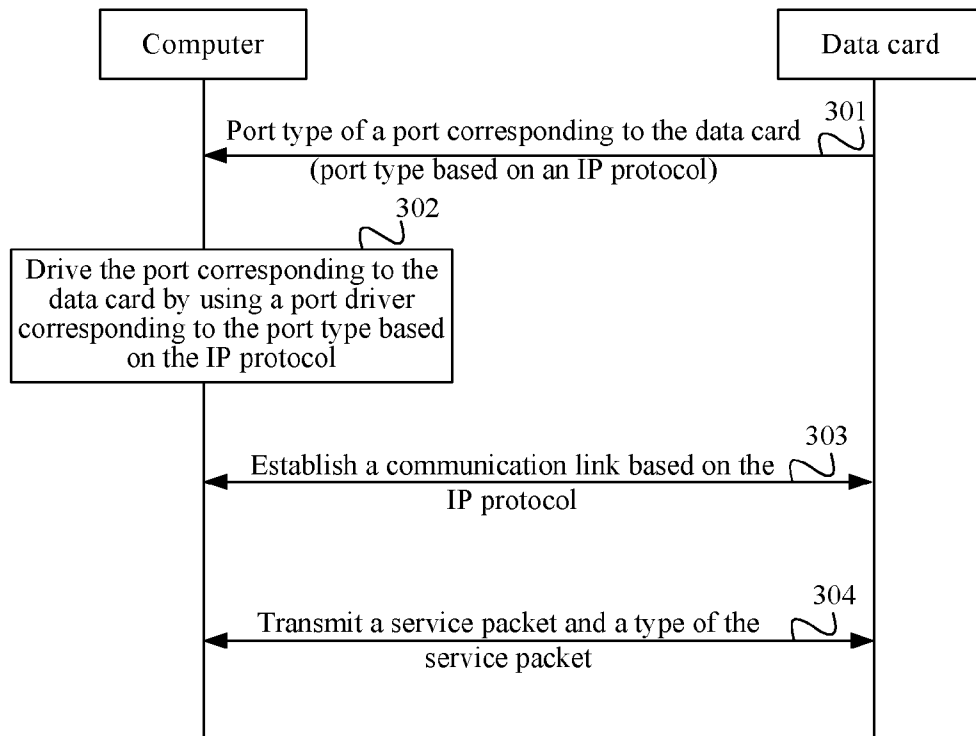 Computer
Data card
301
Port type of a port corresponding to the data card
(port type based on an IP protocol)
302
Drive the port corresponding to the
data card by using a port driver
corresponding to the port type based
on the IP protocol
303
Establish a communication link based on the
IP protocol
304
Transmit a service packet and a type of the
service packet